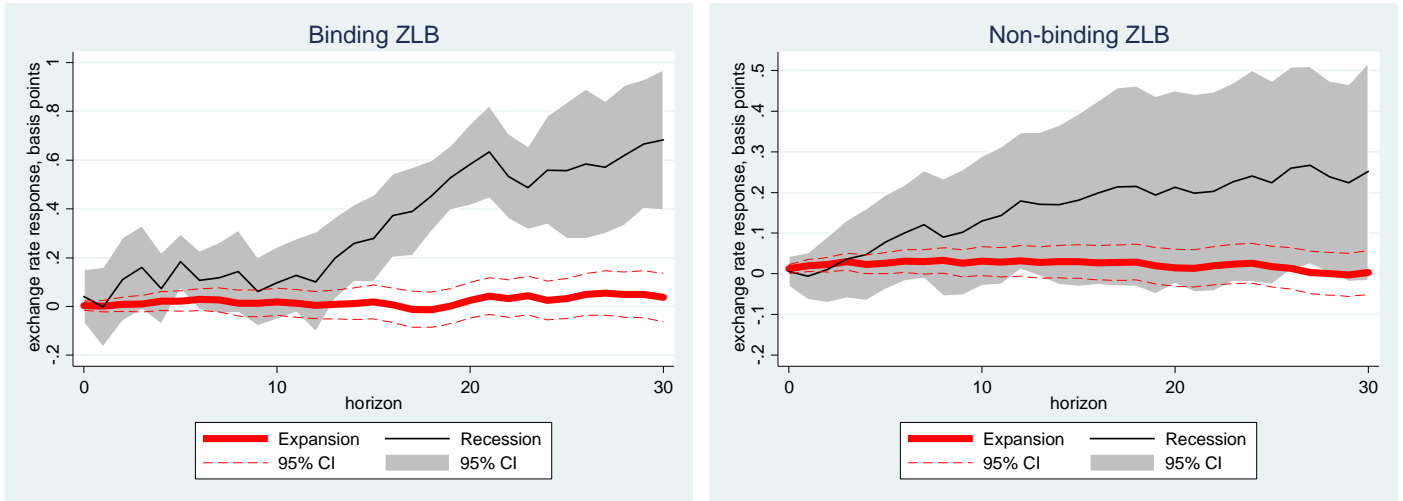 Binding ZLB
exchange rate response, basis points
1
.8
.6
.4
.2
0
-.2
0 10 20 30
horizon
Expansion Recession
95% CI 95% CI
Non-binding ZLB
exchange rate response, basis points
.5
.4
.3
.2
.1
0
-.1
-.2
0 10 20 30
horizon
Expansion Recession
95% CI 95% CI